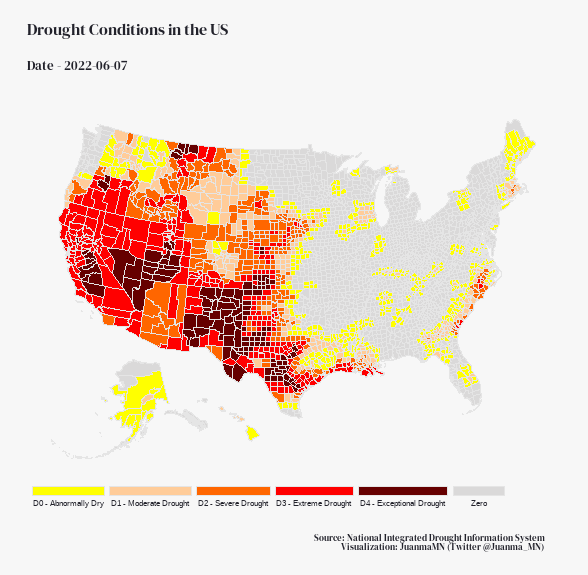 Drought Conditions in the US
Date - 2022-06-07
D0 - Abnormally Dry D1 - Moderate Drought D2 - Severe Drought D3 - Extreme Drought D4 - Exceptional Drought Zero
Source: National Integrated Drought Information System
Visualization: JuanmaMN (Twitter @Juanma_MN)